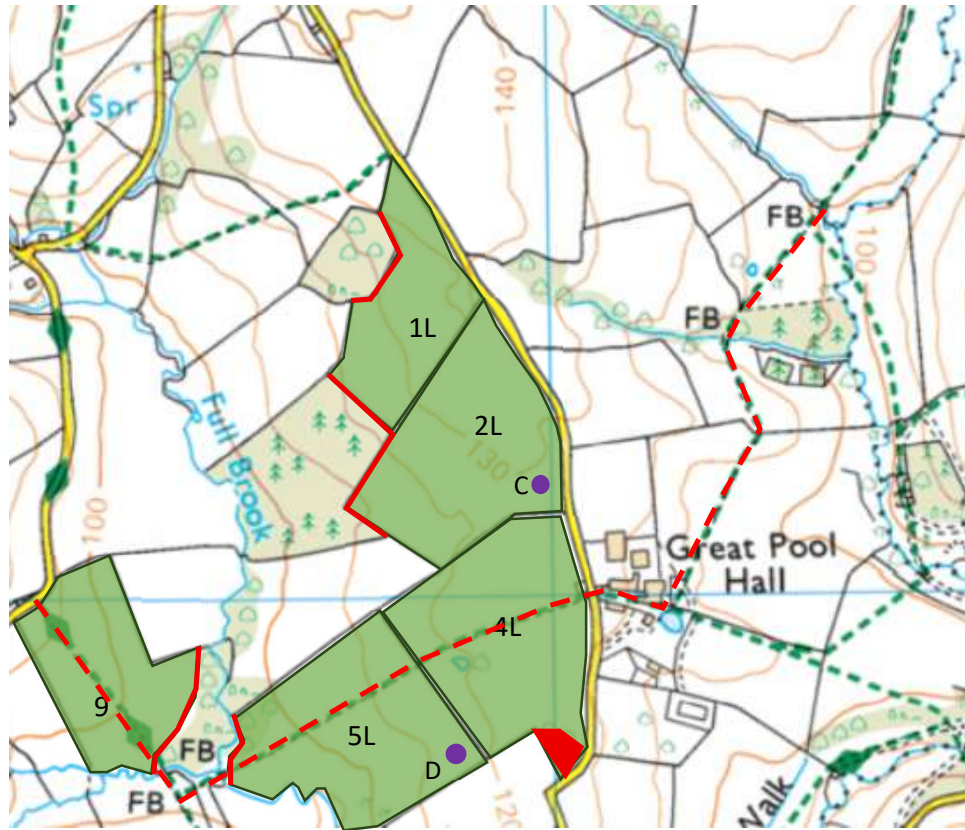 140
Spr
FB
100
FB
1L
2L
130
C
Full
Brook
100
Great Pool
Hall
4L
9
5L
FB
D
FB
120
Walk